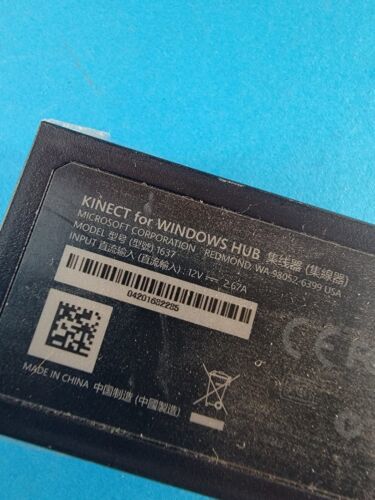 KINECT for WINDOWS HUB 集线器 (集線器)
MICROSOFT CORPORATION REDMOND, WA-98052-6399 USA
MODEL 型号 (型號) 1637
INPUT 直流输入 (直流輸入) : 12V ⎓ 2.67A
04201682285
MADE IN CHINA 中国制造 (中國製造)
CE